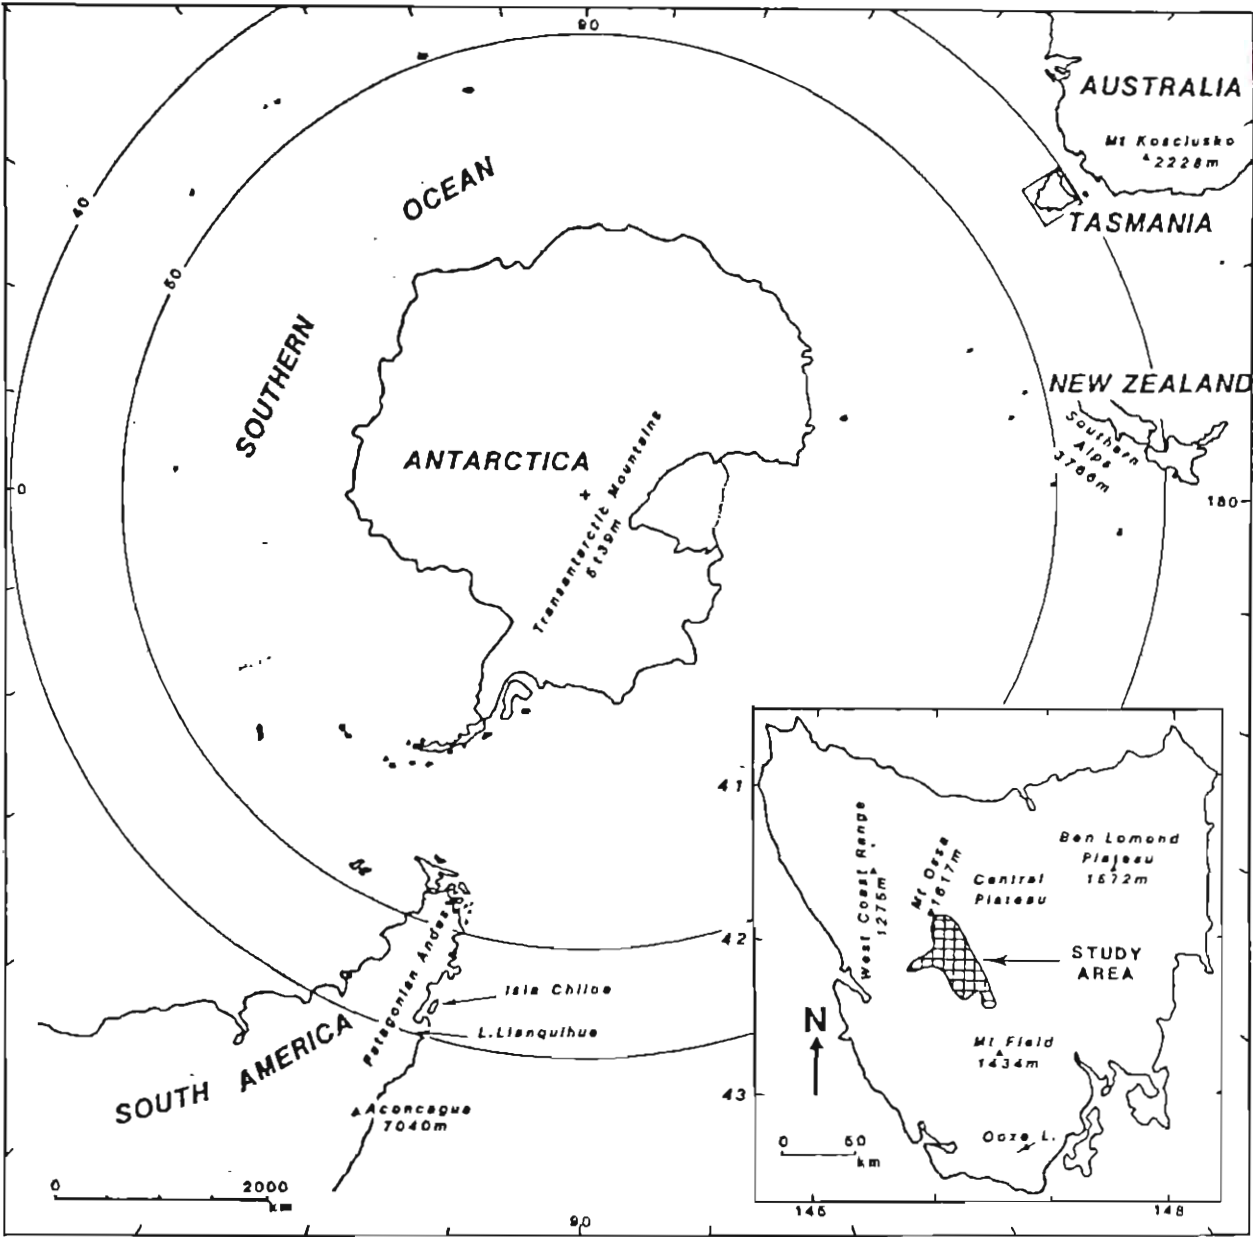 90
AUSTRALIA
Mt Kosciusko
2228m
40
OCEAN
TASMANIA
50
SOUTHERN
NEW ZEALAND
Southern
Alps
3766m
ANTARCTICA
Transantarctic Mountains
5139m
0
180
41
West Coast Range
1275m
Mt Ossa
1617m
Ben Lomond
Plateau
1572m
Central
Plateau
42
STUDY
AREA
Patagonian Andes
Isla Chiloe
L.Llanquihue
SOUTH AMERICA
N
Mt Field
1434m
43
Aconcagua
7040m
Ooze L.
0 50
km
0 2000
km
145
148
90